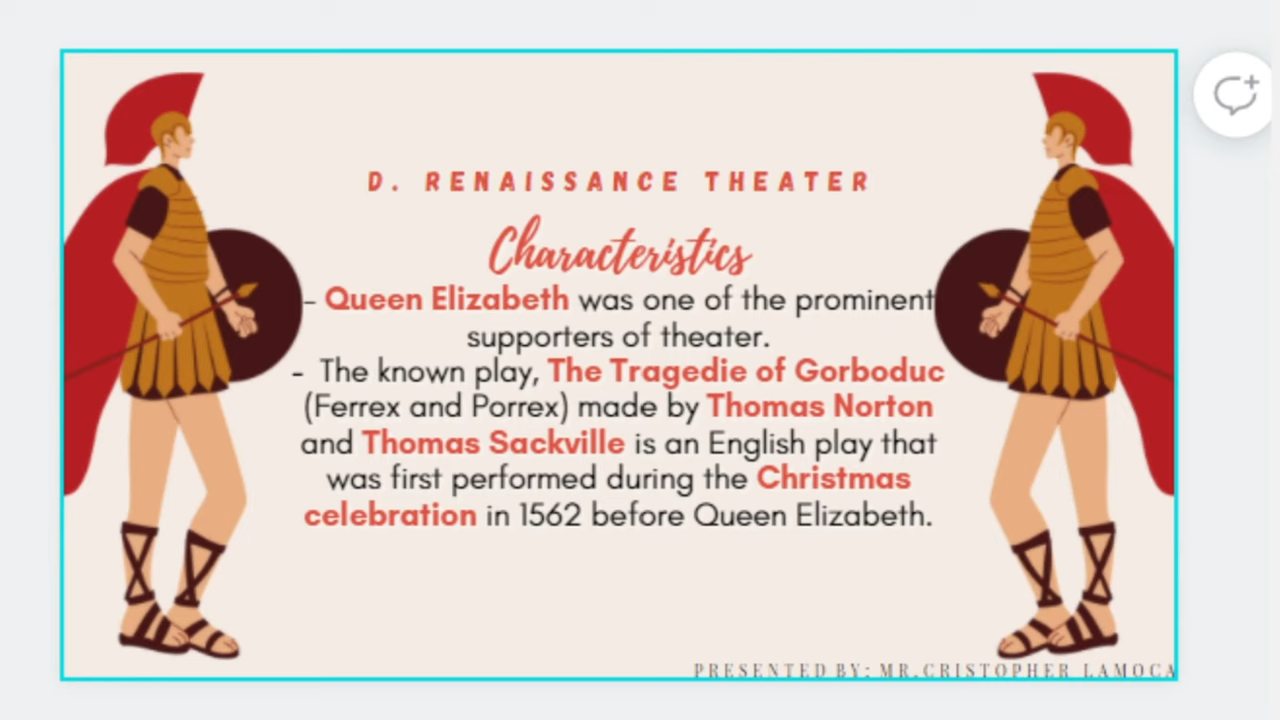 D. RENAISSANCE THEATER
Characteristics
- Queen Elizabeth was one of the prominent
supporters of theater.
- The known play, The Tragedie of Gorboduc
(Ferrex and Porrex) made by Thomas Norton
and Thomas Sackville is an English play that
was first performed during the Christmas
celebration in 1562 before Queen Elizabeth.
PRESENTED BY: MR.CRISTOPHER LAMOCA